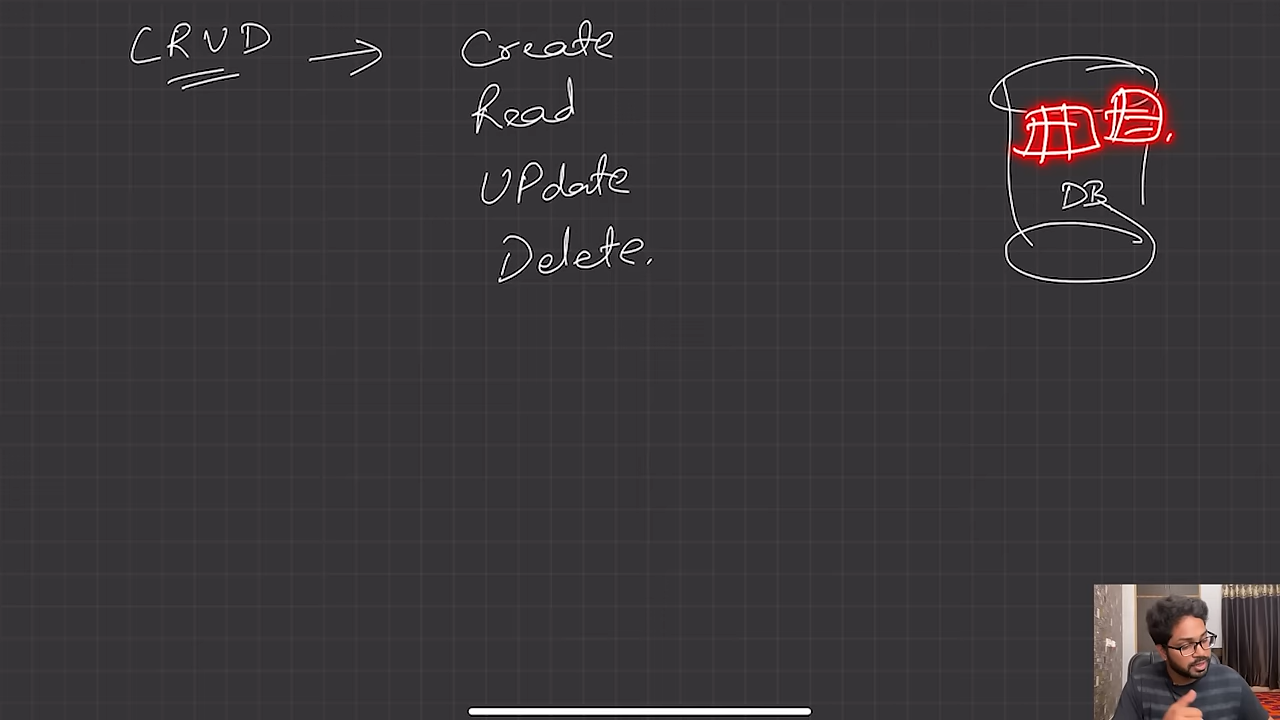 CRUD → Create
Read
UPdate
Delete.
DB